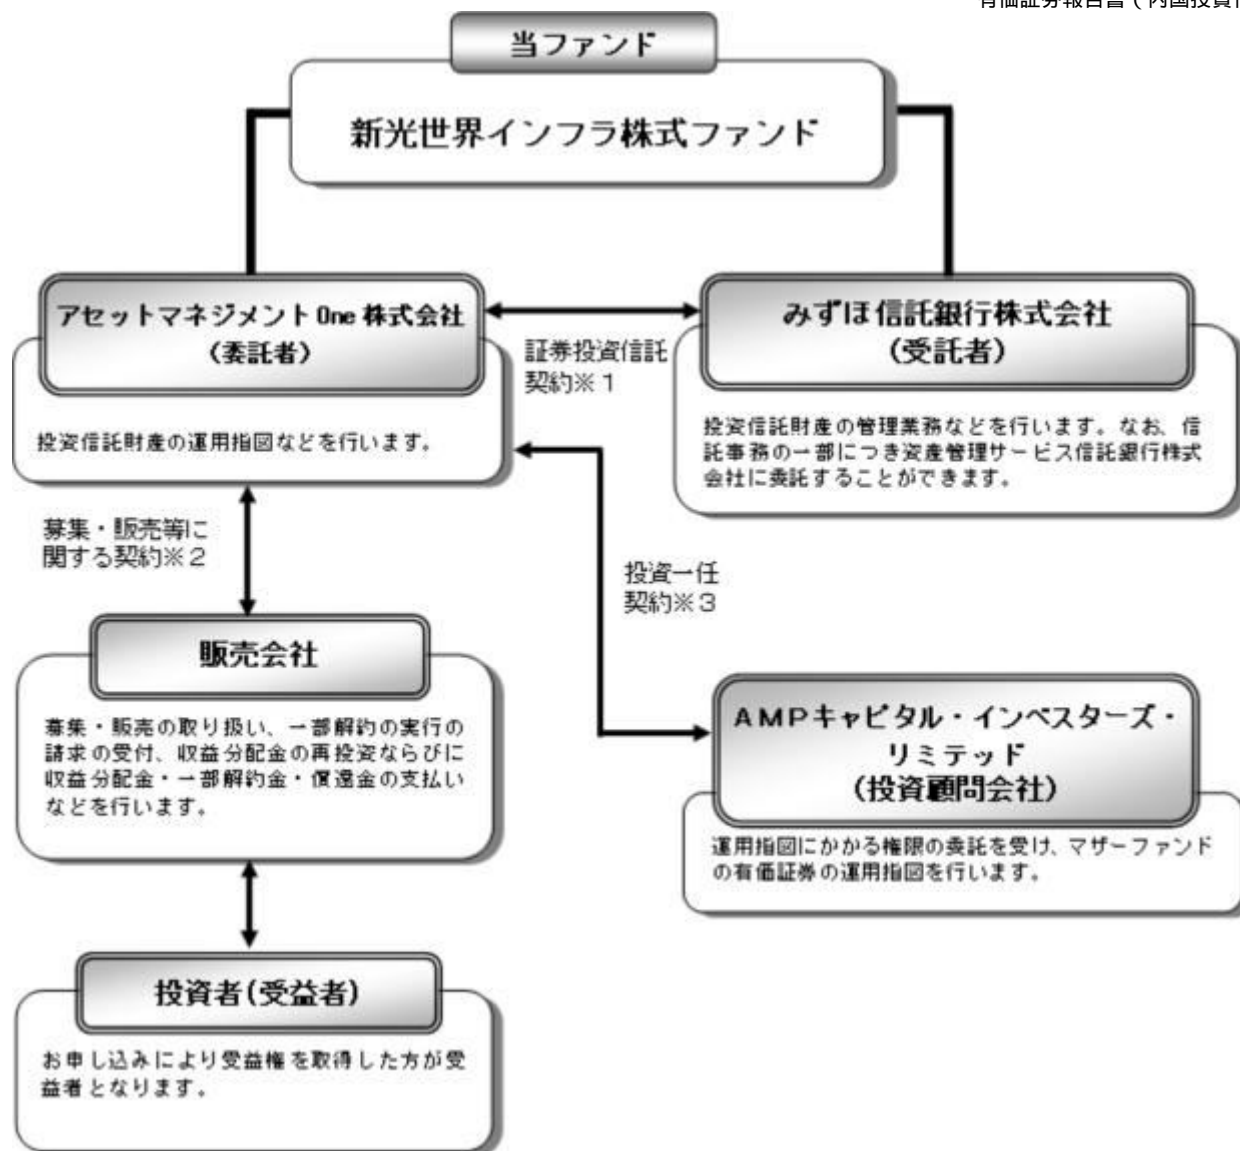 有価証券報告書(内国投資信
当ファンド
新光世界インフラ株式ファンド
アセットマネジメントOne 株式会社
(委託者)
投資信託財産の運用指図などを行います。
証券投資信託
契約※1
みずほ信託銀行株式会社
(受託者)
投資信託財産の管理業務などを行います。なお、信
託事務の一部につき資産管理サービス信託銀行株式
会社に委託することができます。
募集・販売等に
関する契約※2
投資一任
契約※3
販売会社
募集・販売の取り扱い、一部解約の実行の
請求の受付、収益分配金の再投資ならびに
収益分配金・一部解約金・償還金の支払い
などを行います。
AMPキャピタル・インベスターズ・
リミテッド
(投資顧問会社)
運用指図にかかる権限の委託を受け、マザーファンド
の有価証券の運用指図を行います。
投資者(受益者)
お申し込みにより受益権を取得した方が受
益者となります。